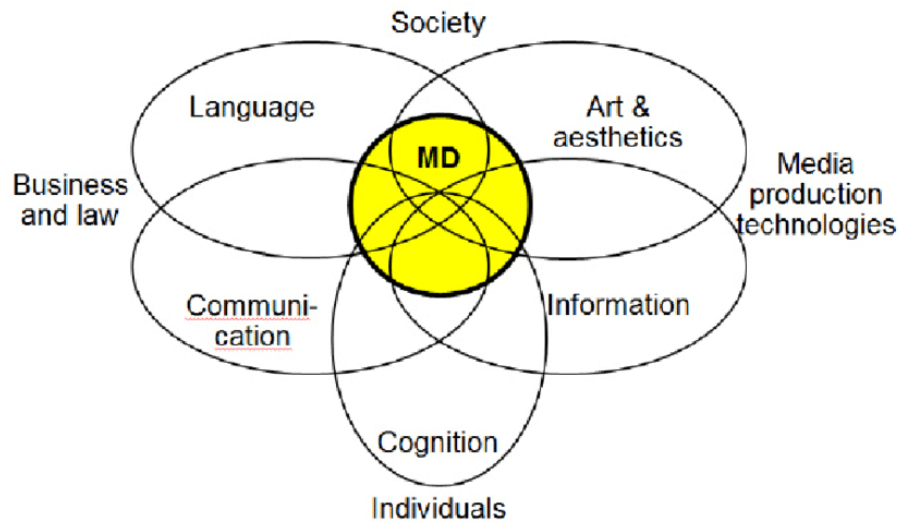 Society
Language
Art &
aesthetics
MD
Business
and law
Media
production
technologies
Communi-
cation
Information
Cognition
Individuals